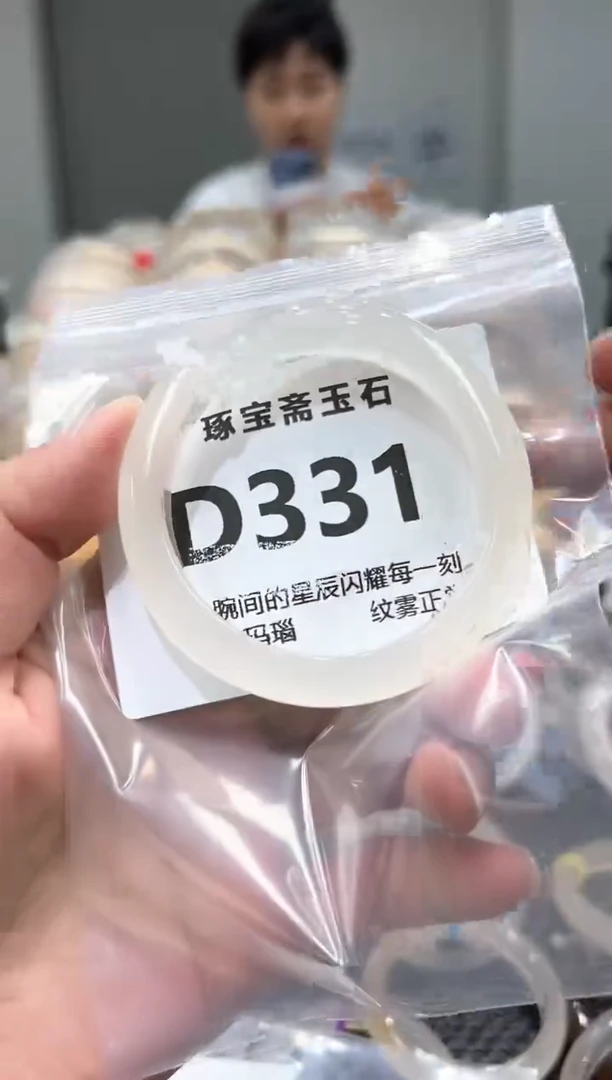 琢宝斋玉石
D331
腕间的星辰闪耀每一刻
玛瑙 纹雾正常